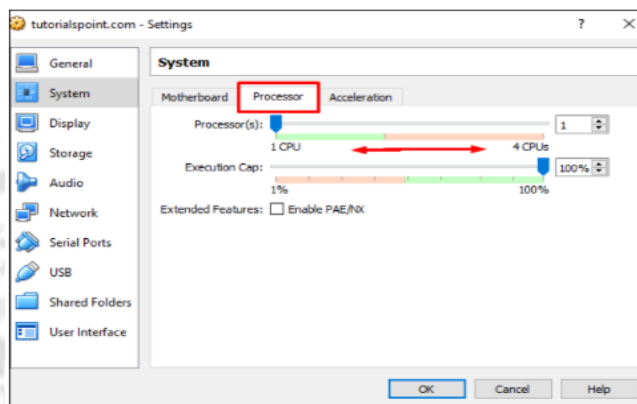 tutorialspoint.com - Settings ? ×
General
System
Display
Storage
Audio
Network
Serial Ports
USB
Shared Folders
User Interface
System
Motherboard Processor Acceleration
Processor(s): 1
1 CPU 4 CPUs
Execution Cap: 100%
1% 100%
Extended Features: Enable PAE/NX
OK Cancel Help